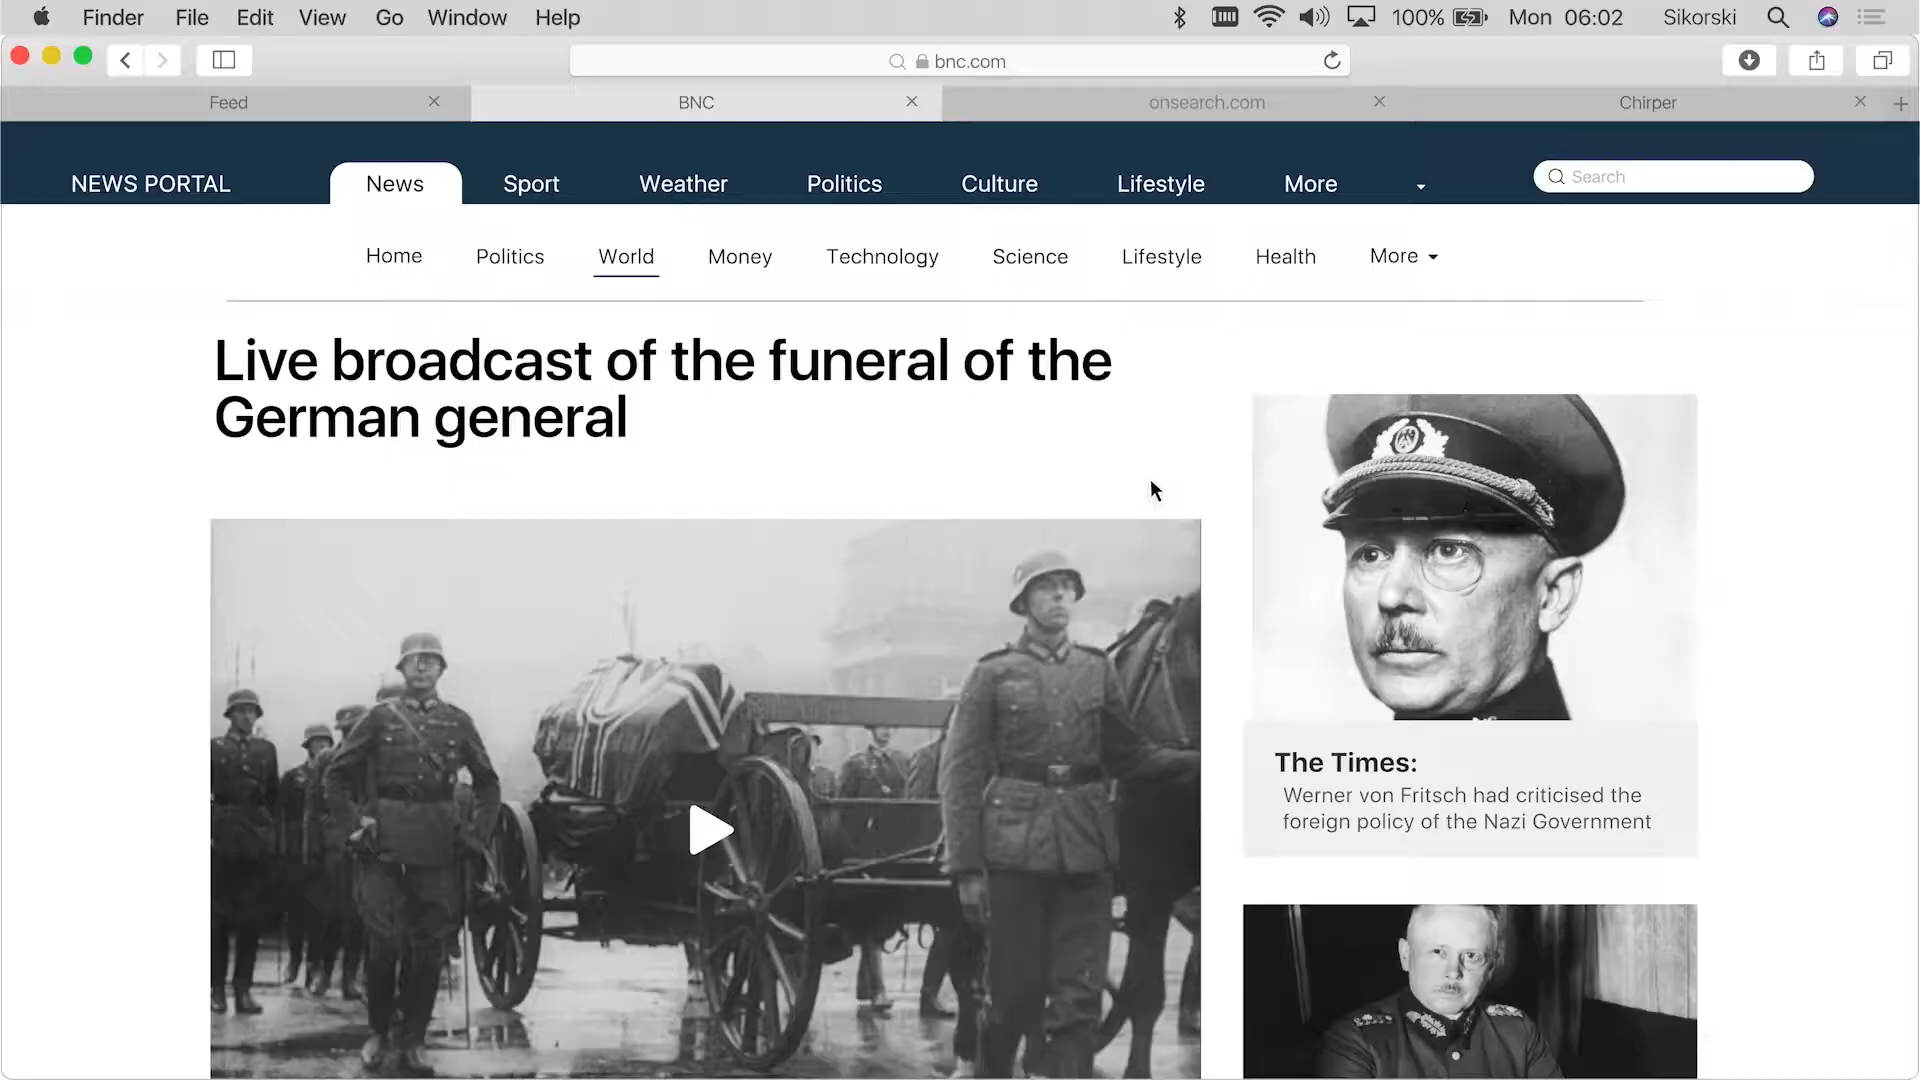 Finder File Edit View Go Window Help 100% Mon 06:02 Sikorski
bnc.com
Feed BNC onsearch.com Chirper
NEWS PORTAL News Sport Weather Politics Culture Lifestyle More Search
Home Politics World Money Technology Science Lifestyle Health More
Live broadcast of the funeral of the
German general
The Times:
Werner von Fritsch had criticised the
foreign policy of the Nazi Government